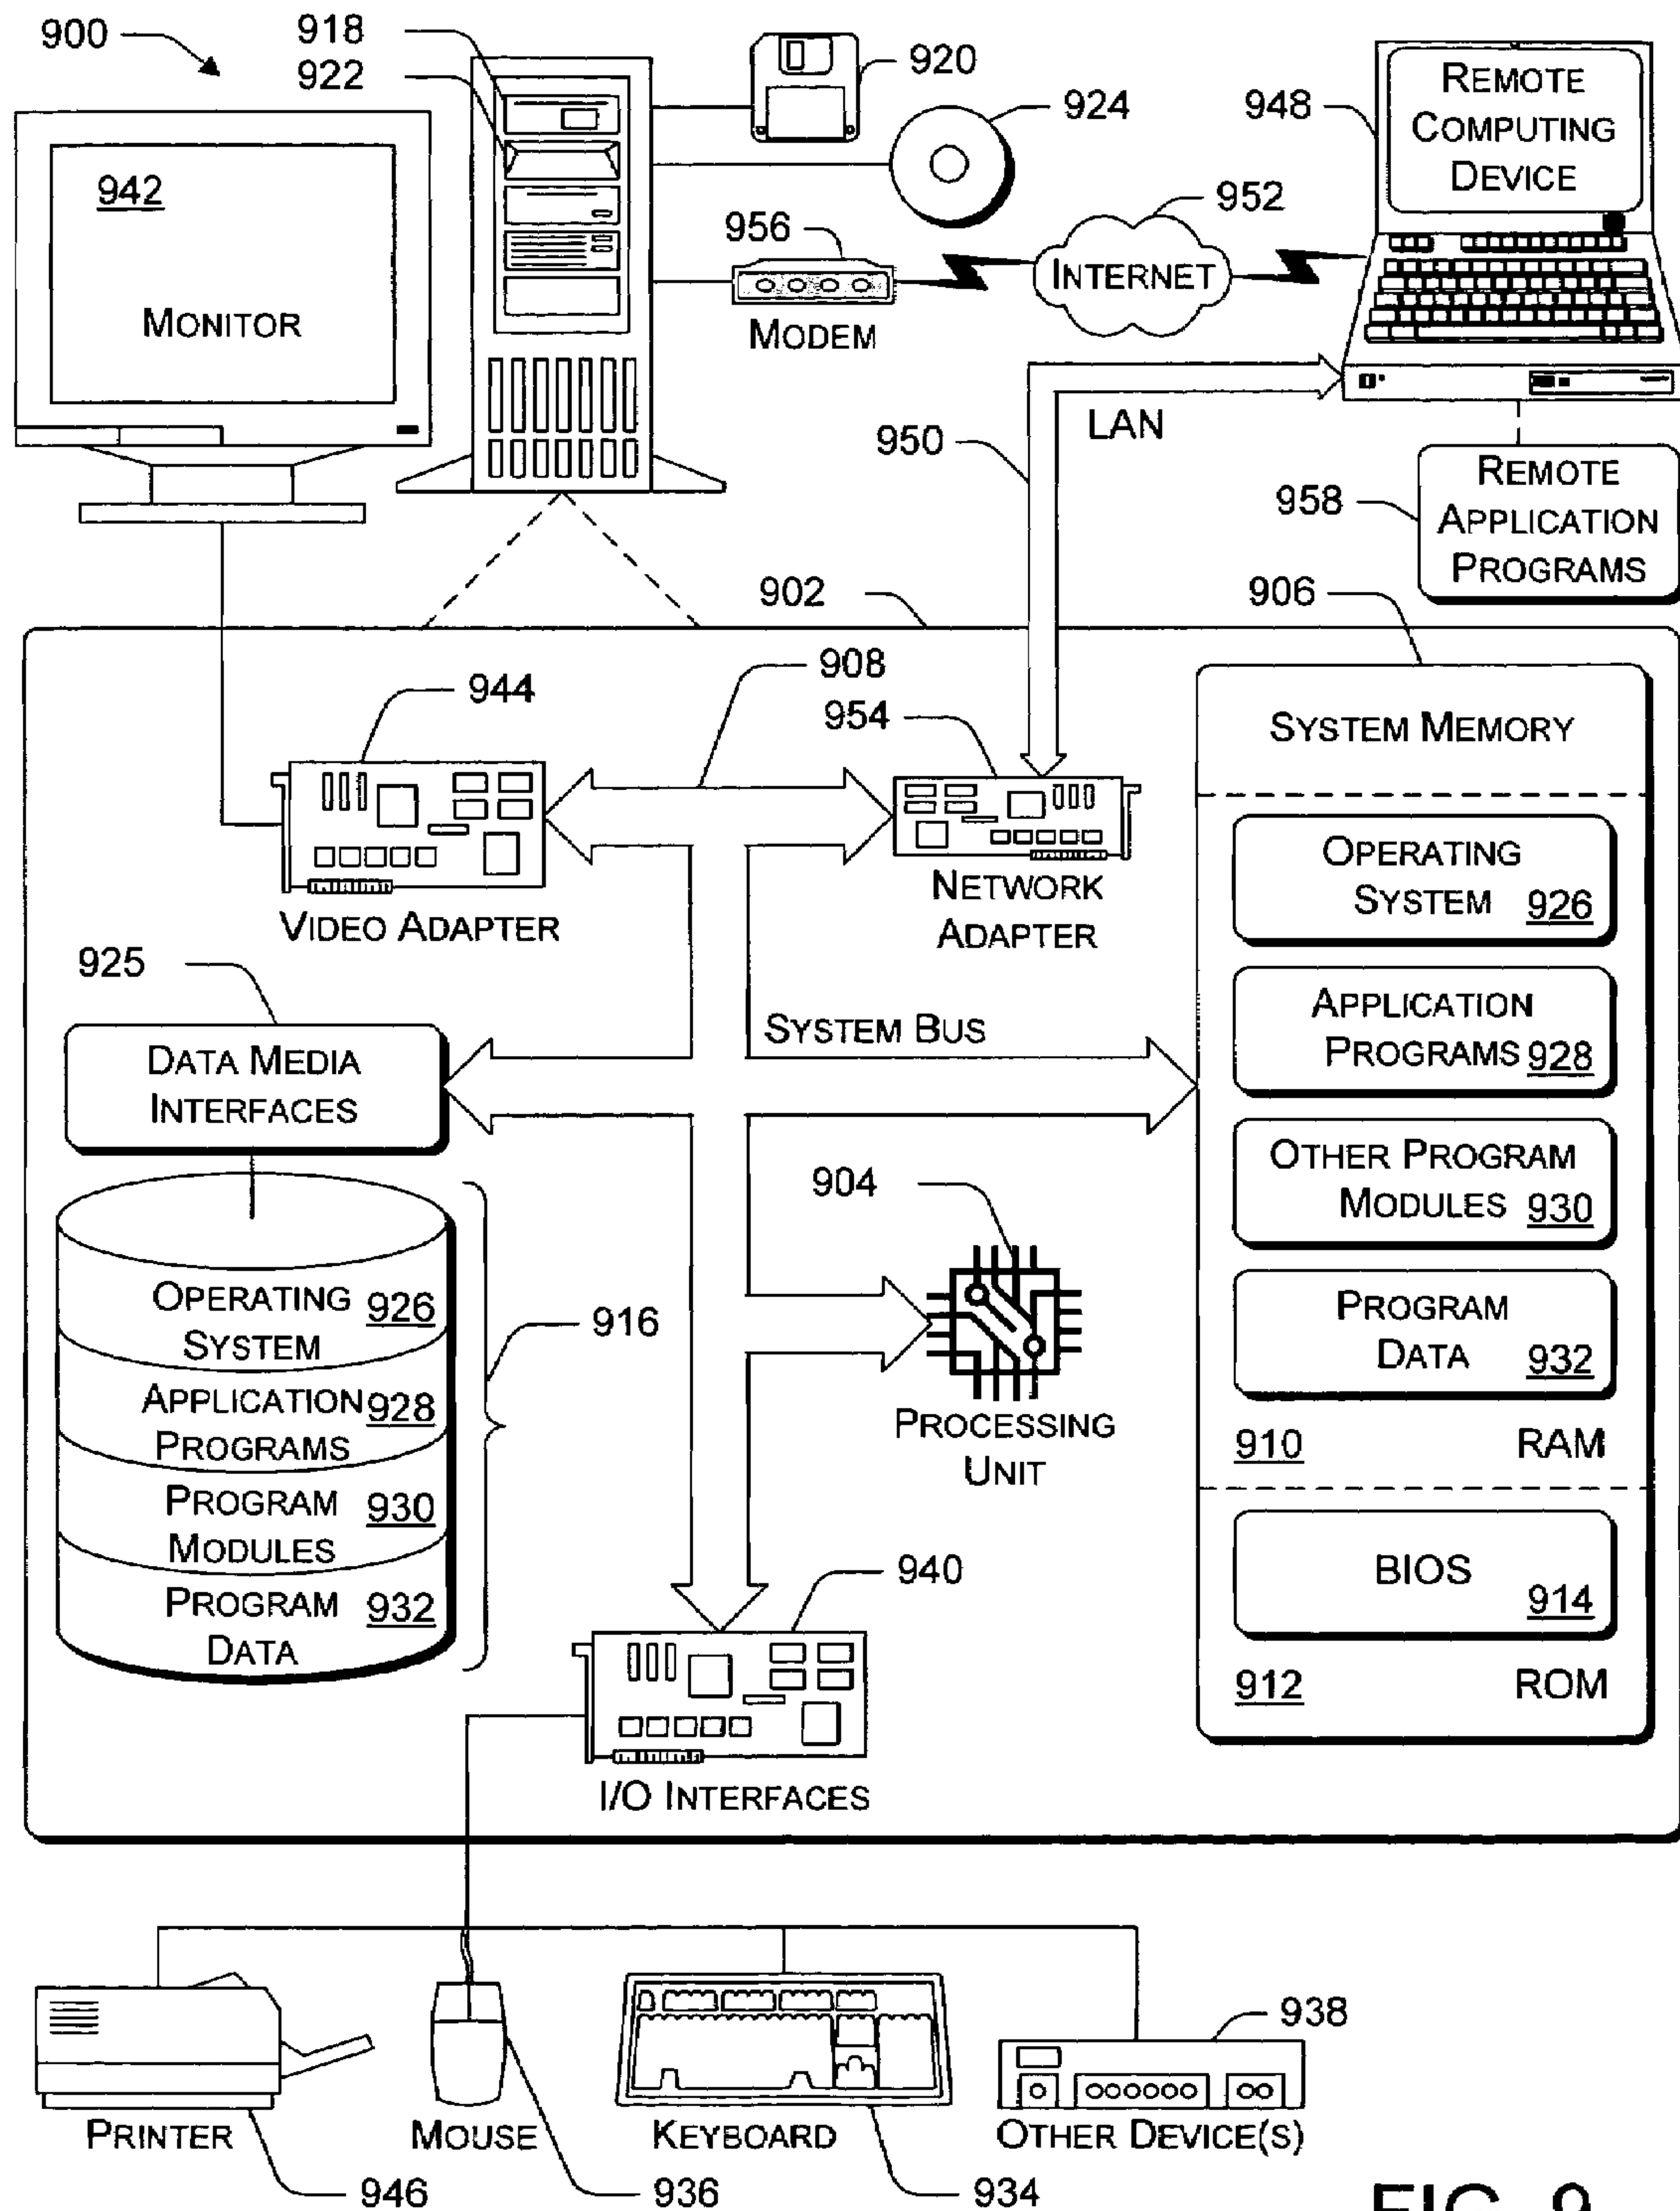 900
918
922
920
924
948
REMOTE
COMPUTING
DEVICE
942
MONITOR
956
MODEM
952
INTERNET
950
LAN
958
REMOTE
APPLICATION
PROGRAMS
902
906
908
944
954
VIDEO ADAPTER
NETWORK
ADAPTER
SYSTEM MEMORY
OPERATING
SYSTEM 926
APPLICATION
PROGRAMS 928
OTHER PROGRAM
MODULES 930
PROGRAM
DATA 932
910 RAM
BIOS 914
912 ROM
925
DATA MEDIA
INTERFACES
SYSTEM BUS
904
PROCESSING
UNIT
916
OPERATING 926
SYSTEM
APPLICATION 928
PROGRAMS
PROGRAM 930
MODULES
PROGRAM 932
DATA
940
I/O INTERFACES
938
PRINTER
MOUSE
KEYBOARD
OTHER DEVICE(S)
946
936
934
FIG. 9